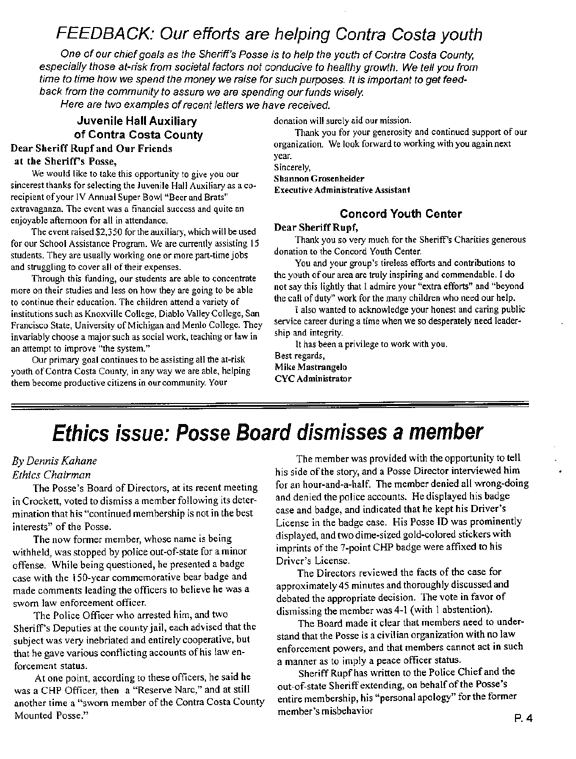 FEEDBACK: Our efforts are helping Contra Costa youth
One of our chief goals as the Sheriff's Posse is to help the youth of Contra Costa County,
especially those at-risk from societal factors not conducive to healthy growth. We tell you from
time to time how we spend the money we raise for such purposes. It is important to get feed-
back from the community to assure we are spending our funds wisely.
Here are two examples of recent letters we have received.
Juvenile Hall Auxiliary
of Contra Costa County
Dear Sheriff Rupf and Our Friends
at the Sheriff's Posse,
We would like to take this opportunity to give you our
sincerest thanks for selecting the Juvenile Hall Auxiliary as a co-
recipient of your IV Annual Super Bowl "Beer and Brats"
extravaganza. The event was a financial success and quite an
enjoyable afternoon for all in attendance.
The event raised $2,350 for the auxiliary, which will be used
for our School Assistance Program. We are currently assisting 15
students. They are usually working one or more part-time jobs
and struggling to cover all of their expenses.
Through this funding, our students are able to concentrate
more on their studies and less on how they are going to be able
to continue their education. The children attend a variety of
institutions such as Knoxville College, Diablo Valley College, San
Francisco State, University of Michigan and Menlo College. They
invariably choose a major such as social work, teaching or law in
an attempt to improve "the system."
Our primary goal continues to be assisting all the at-risk
youth of Contra Costa County, in any way we are able, helping
them become productive citizens in our community. Your
donation will surely aid our mission.
Thank you for your generosity and continued support of our
organization. We look forward to working with you again next
year.
Sincerely,
Shannon Grosenheider
Executive Administrative Assistant
Concord Youth Center
Dear Sheriff Rupf,
Thank you so very much for the Sheriff's Charities generous
donation to the Concord Youth Center.
You and your group's tireless efforts and contributions to
the youth of our area are truly inspiring and commendable. I do
not say this lightly that I admire your "extra efforts" and "beyond
the call of duty" work for the many children who need our help.
I also wanted to acknowledge your honest and caring public
service career during a time when we so desperately need leader-
ship and integrity.
It has been a privilege to work with you.
Best regards,
Mike Mastrangelo
CYC Administrator
Ethics issue: Posse Board dismisses a member
By Dennis Kahane
Ethics Chairman
The Posse's Board of Directors, at its recent meeting
in Crockett, voted to dismiss a member following its deter-
mination that his "continued membership is not in the best
interests" of the Posse.
The now former member, whose name is being
withheld, was stopped by police out-of-state for a minor
offense. While being questioned, he presented a badge
case with the 150-year commemorative bear badge and
made comments leading the officers to believe he was a
sworn law enforcement officer.
The Police Officer who arrested him, and two
Sheriff's Deputies at the county jail, each advised that the
subject was very inebriated and entirely cooperative, but
that he gave various conflicting accounts of his law en-
forcement status.
At one point, according to these officers, he said he
was a CHP Officer, then a "Reserve Narc," and at still
another time a "sworn member of the Contra Costa County
Mounted Posse."
The member was provided with the opportunity to tell
his side of the story, and a Posse Director interviewed him
for an hour-and-a-half. The member denied all wrong-doing
and denied the police accounts. He displayed his badge
case and badge, and indicated that he kept his Driver's
License in the badge case. His Posse ID was prominently
displayed, and two dime-sized gold-colored stickers with
imprints of the 7-point CHP badge were affixed to his
Driver's License.
The Directors reviewed the facts of the case for
approximately 45 minutes and thoroughly discussed and
debated the appropriate decision. The vote in favor of
dismissing the member was 4-1 (with 1 abstention).
The Board made it clear that members need to under-
stand that the Posse is a civilian organization with no law
enforcement powers, and that members cannot act in such
a manner as to imply a peace officer status.
Sheriff Rupf has written to the Police Chief and the
out-of-state Sheriff extending, on behalf of the Posse's
entire membership, his "personal apology" for the former
member's misbehavior
P. 4